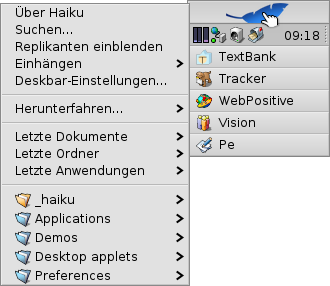 Über Haiku
Suchen...
Replikanten einblenden
Einhängen
Deskbar-Einstellungen...
Herunterfahren...
Letzte Dokumente
Letzte Ordner
Letzte Anwendungen
_haiku
Applications
Demos
Desktop applets
Preferences
09:18
TextBank
Tracker
WebPositive
Vision
Pe